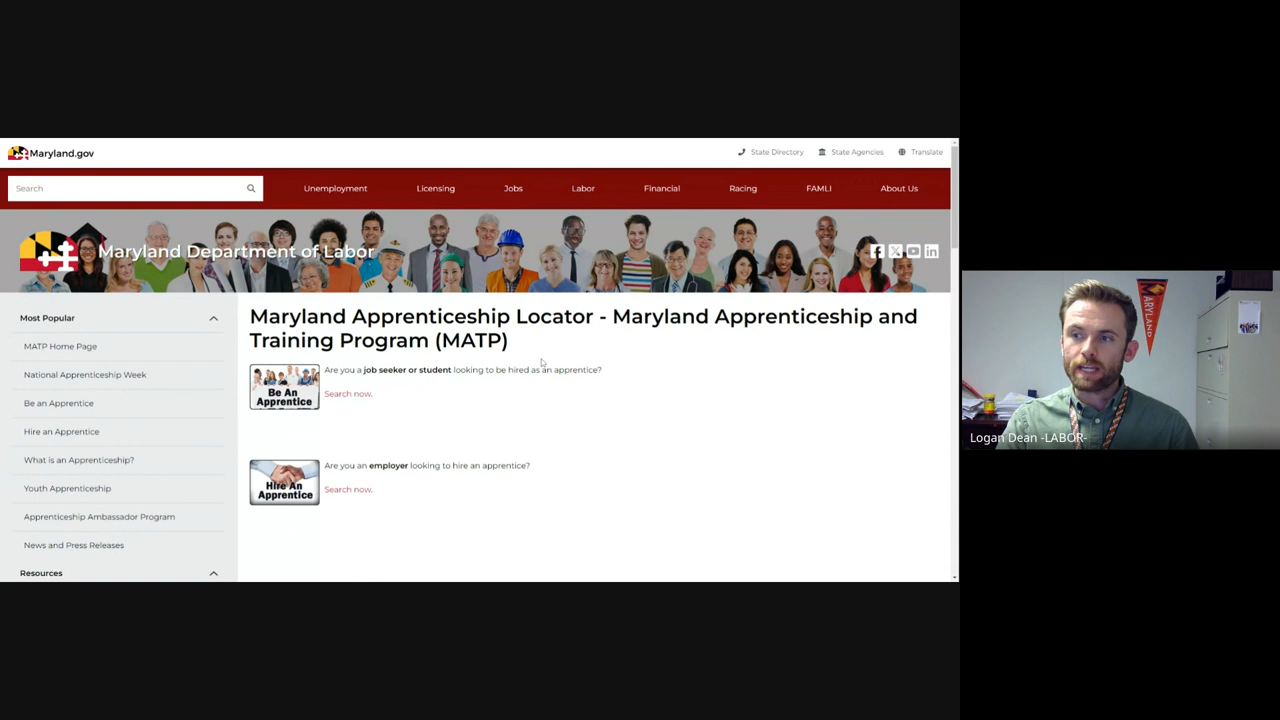 Maryland.gov
State Directory
State Agencies
Translate
Search
Unemployment
Licensing
Jobs
Labor
Financial
Racing
FAMLI
About Us
Maryland Department of Labor
Most Popular
MATP Home Page
National Apprenticeship Week
Be an Apprentice
Hire an Apprentice
What is an Apprenticeship?
Youth Apprenticeship
Apprenticeship Ambassador Program
News and Press Releases
Resources
Maryland Apprenticeship Locator - Maryland Apprenticeship and
Training Program (MATP)
Be An
Apprentice
Are you a job seeker or student looking to be hired as an apprentice?
Search now.
Hire An
Apprentice
Are you an employer looking to hire an apprentice?
Search now.
MARYLAND
Logan Dean -LABOR-